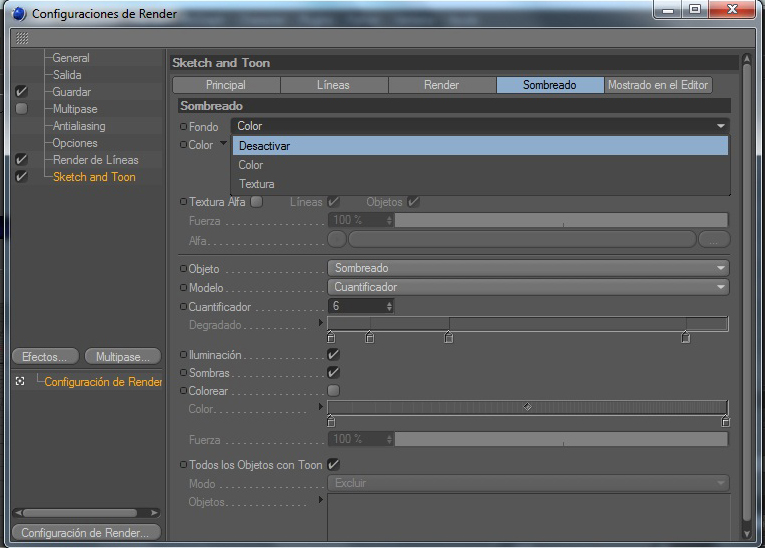 Configuraciones de Render
General
Salida
Guardar
Multipase
Antialiasing
Opciones
Render de Líneas
Sketch and Toon
Efectos...
Multipase...
Configuración de Render
Configuración de Render...
Sketch and Toon
Principal
Líneas
Render
Sombreado
Mostrado en el Editor
Sombreado
Fondo
Color
Color
Desactivar
Color
Textura
Textura Alfa
Líneas
Objetos
Fuerza
100 %
Alfa
...
Objeto
Sombreado
Modelo
Cuantificador
Cuantificador
6
Degradado
Iluminación
Sombras
Colorear
Color
Fuerza
100 %
Todos los Objetos con Toon
Modo
Excluir
Objetos